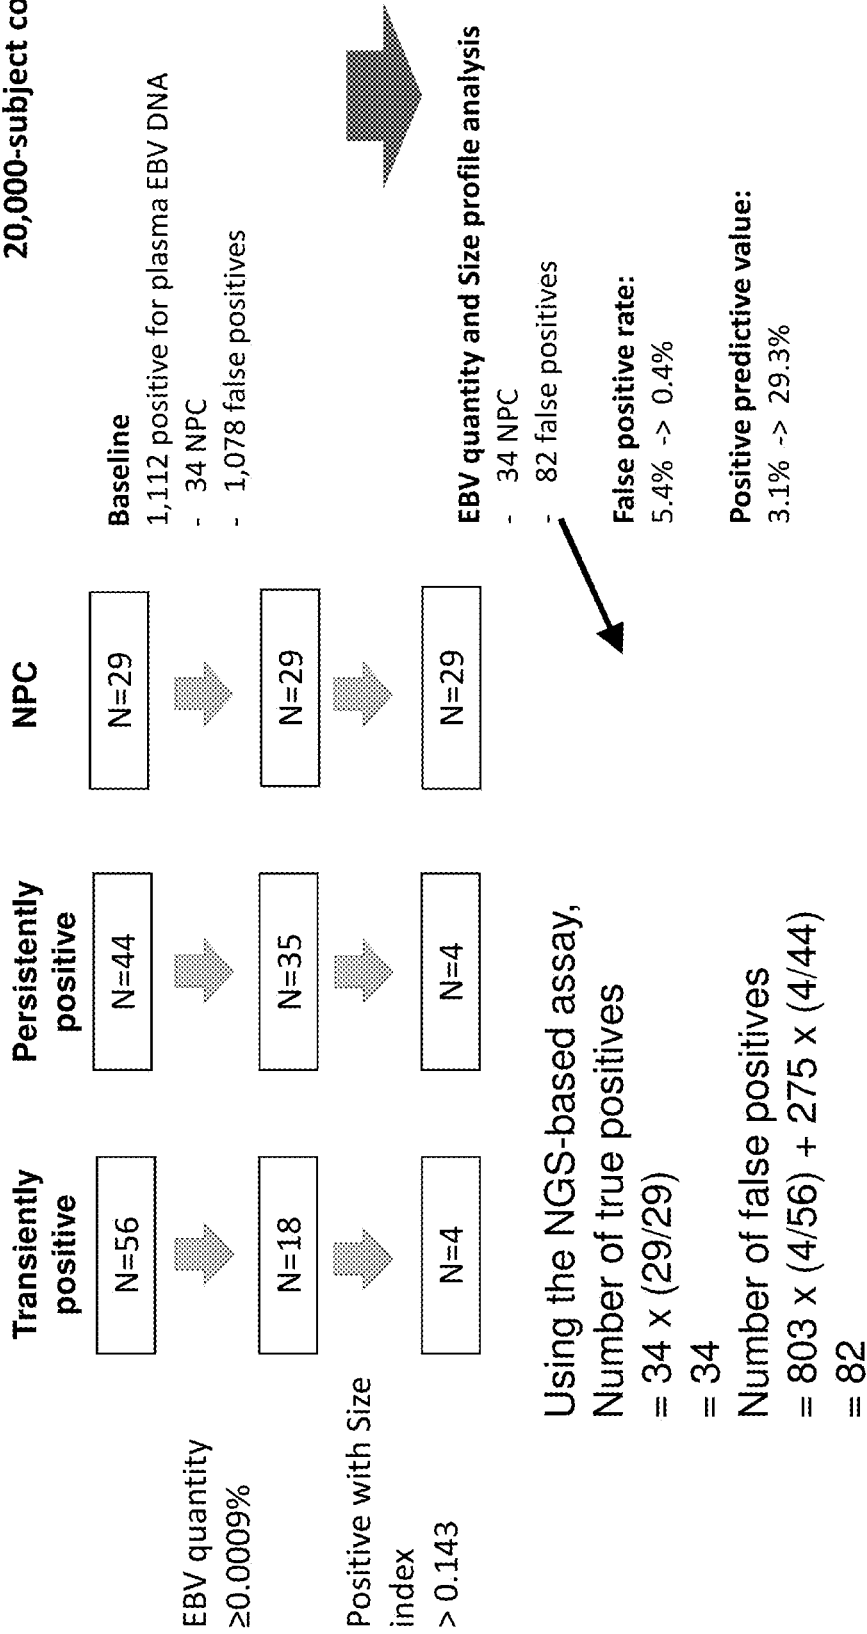 20,000-subject co
Transiently
positive
Persistently
positive
NPC
N=56
N=44
N=29
EBV quantity
≥0.0009%
N=18
N=35
N=29
Positive with Size
index
> 0.143
N=4
N=4
N=29
Baseline
1,112 positive for plasma EBV DNA
- 34 NPC
- 1,078 false positives
EBV quantity and Size profile analysis
- 34 NPC
- 82 false positives
False positive rate:
5.4% -> 0.4%
Positive predictive value:
3.1% -> 29.3%
Using the NGS-based assay,
Number of true positives
= 34 x (29/29)
= 34
Number of false positives
= 803 x (4/56) + 275 x (4/44)
= 82